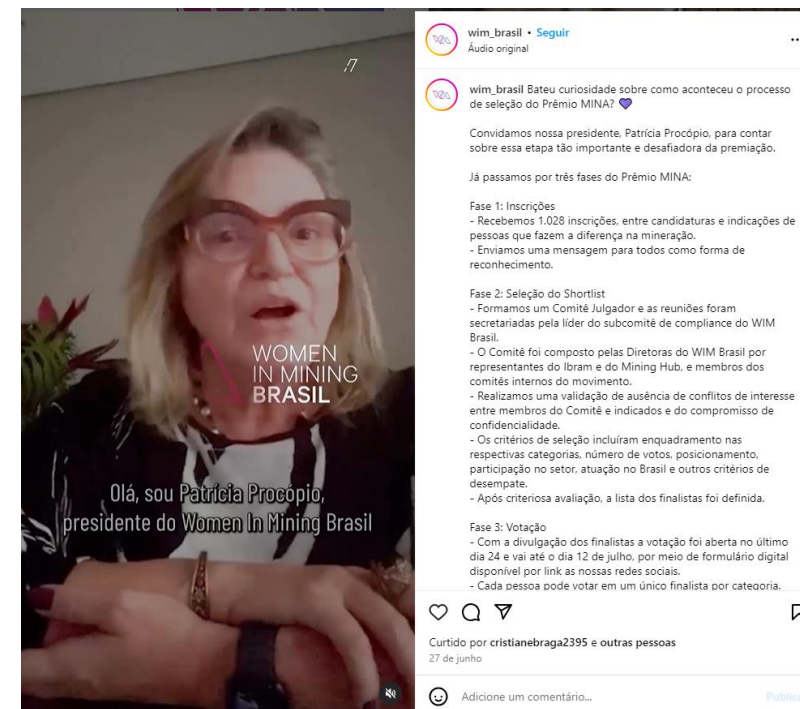 WOMEN
IN MINING
BRASIL
Olá, sou Patrícia Procópio,
presidente do Women In Mining Brasil
wim_brasil • Seguir
Áudio original
wim_brasil Bateu curiosidade sobre como aconteceu o processo
de seleção do Prêmio MINA? 💜
Convidamos nossa presidente, Patrícia Procópio, para contar
sobre essa etapa tão importante e desafiadora da premiação.
Já passamos por três fases do Prêmio MINA:
Fase 1: Inscrições
- Recebemos 1.028 inscrições, entre candidaturas e indicações de
pessoas que fazem a diferença na mineração.
- Enviamos uma mensagem para todos como forma de
reconhecimento.
Fase 2: Seleção do Shortlist
- Formamos um Comitê Julgador e as reuniões foram
secretariadas pela líder do subcomitê de compliance do WIM
Brasil.
- O Comitê foi composto pelas Diretoras do WIM Brasil por
representantes do Ibram e do Mining Hub, e membros dos
comitês internos do movimento.
- Realizamos uma validação de ausência de conflitos de interesse
entre membros do Comitê e indicados e do compromisso de
confidencialidade.
- Os critérios de seleção incluíram enquadramento nas
respectivas categorias, número de votos, posicionamento,
participação no setor, atuação no Brasil e outros critérios de
desempate.
- Após criteriosa avaliação, a lista dos finalistas foi definida.
Fase 3: Votação
- Com a divulgação dos finalistas a votação foi aberta no último
dia 24 e vai até o dia 12 de julho, por meio de formulário digital
disponível por link as nossas redes sociais.
- Cada pessoa pode votar em um único finalista por categoria.
Curtido por cristianebraga2395 e outras pessoas
27 de junho
Adicione um comentário...